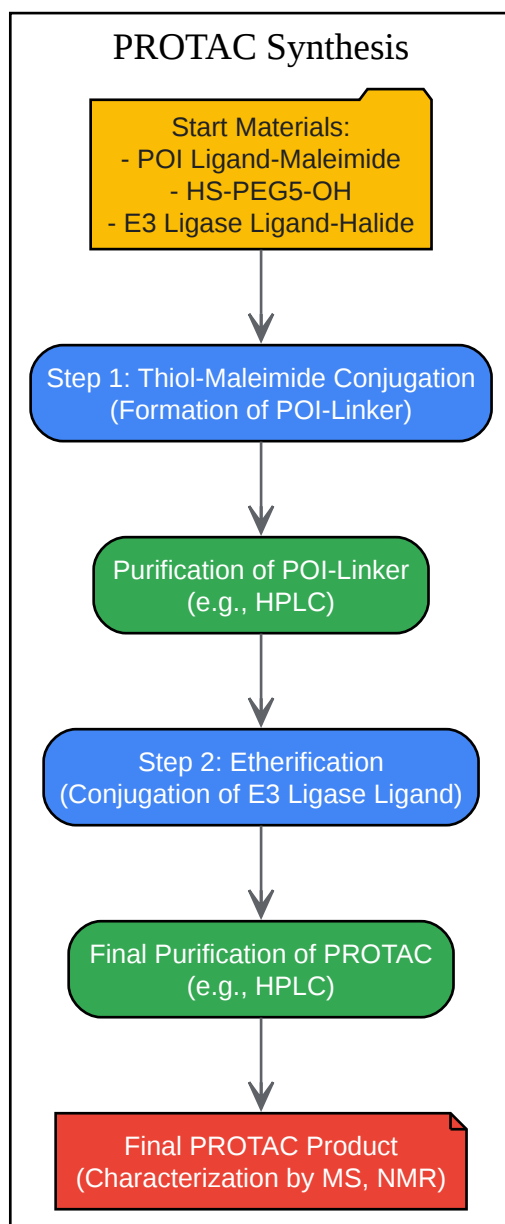 PROTAC Synthesis
Start Materials:
- POI Ligand-Maleimide
- HS-PEG5-OH
- E3 Ligase Ligand-Halide
Step 1: Thiol-Maleimide Conjugation
(Formation of POI-Linker)
Purification of POI-Linker
(e.g., HPLC)
Step 2: Etherification
(Conjugation of E3 Ligase Ligand)
Final Purification of PROTAC
(e.g., HPLC)
Final PROTAC Product
(Characterization by MS, NMR)